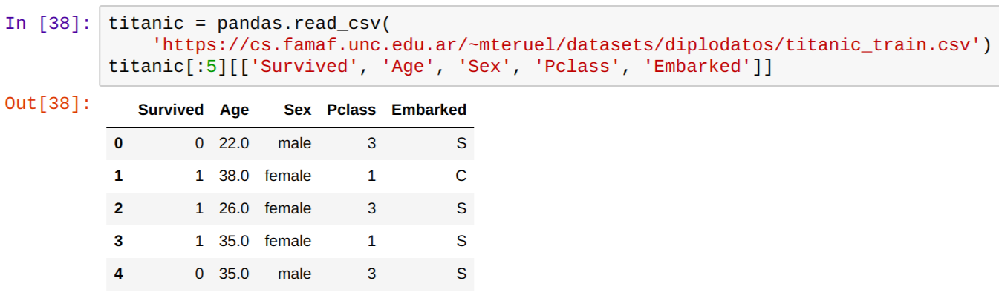 In [38]: titanic = pandas.read_csv(
'https://cs.famaf.unc.edu.ar/~mteruel/datasets/diplodatos/titanic_train.csv')
titanic[:5][['Survived', 'Age', 'Sex', 'Pclass', 'Embarked']]
Out[38]:
Survived Age Sex Pclass Embarked
0 0 22.0 male 3 S
1 1 38.0 female 1 C
2 1 26.0 female 3 S
3 1 35.0 female 1 S
4 0 35.0 male 3 S